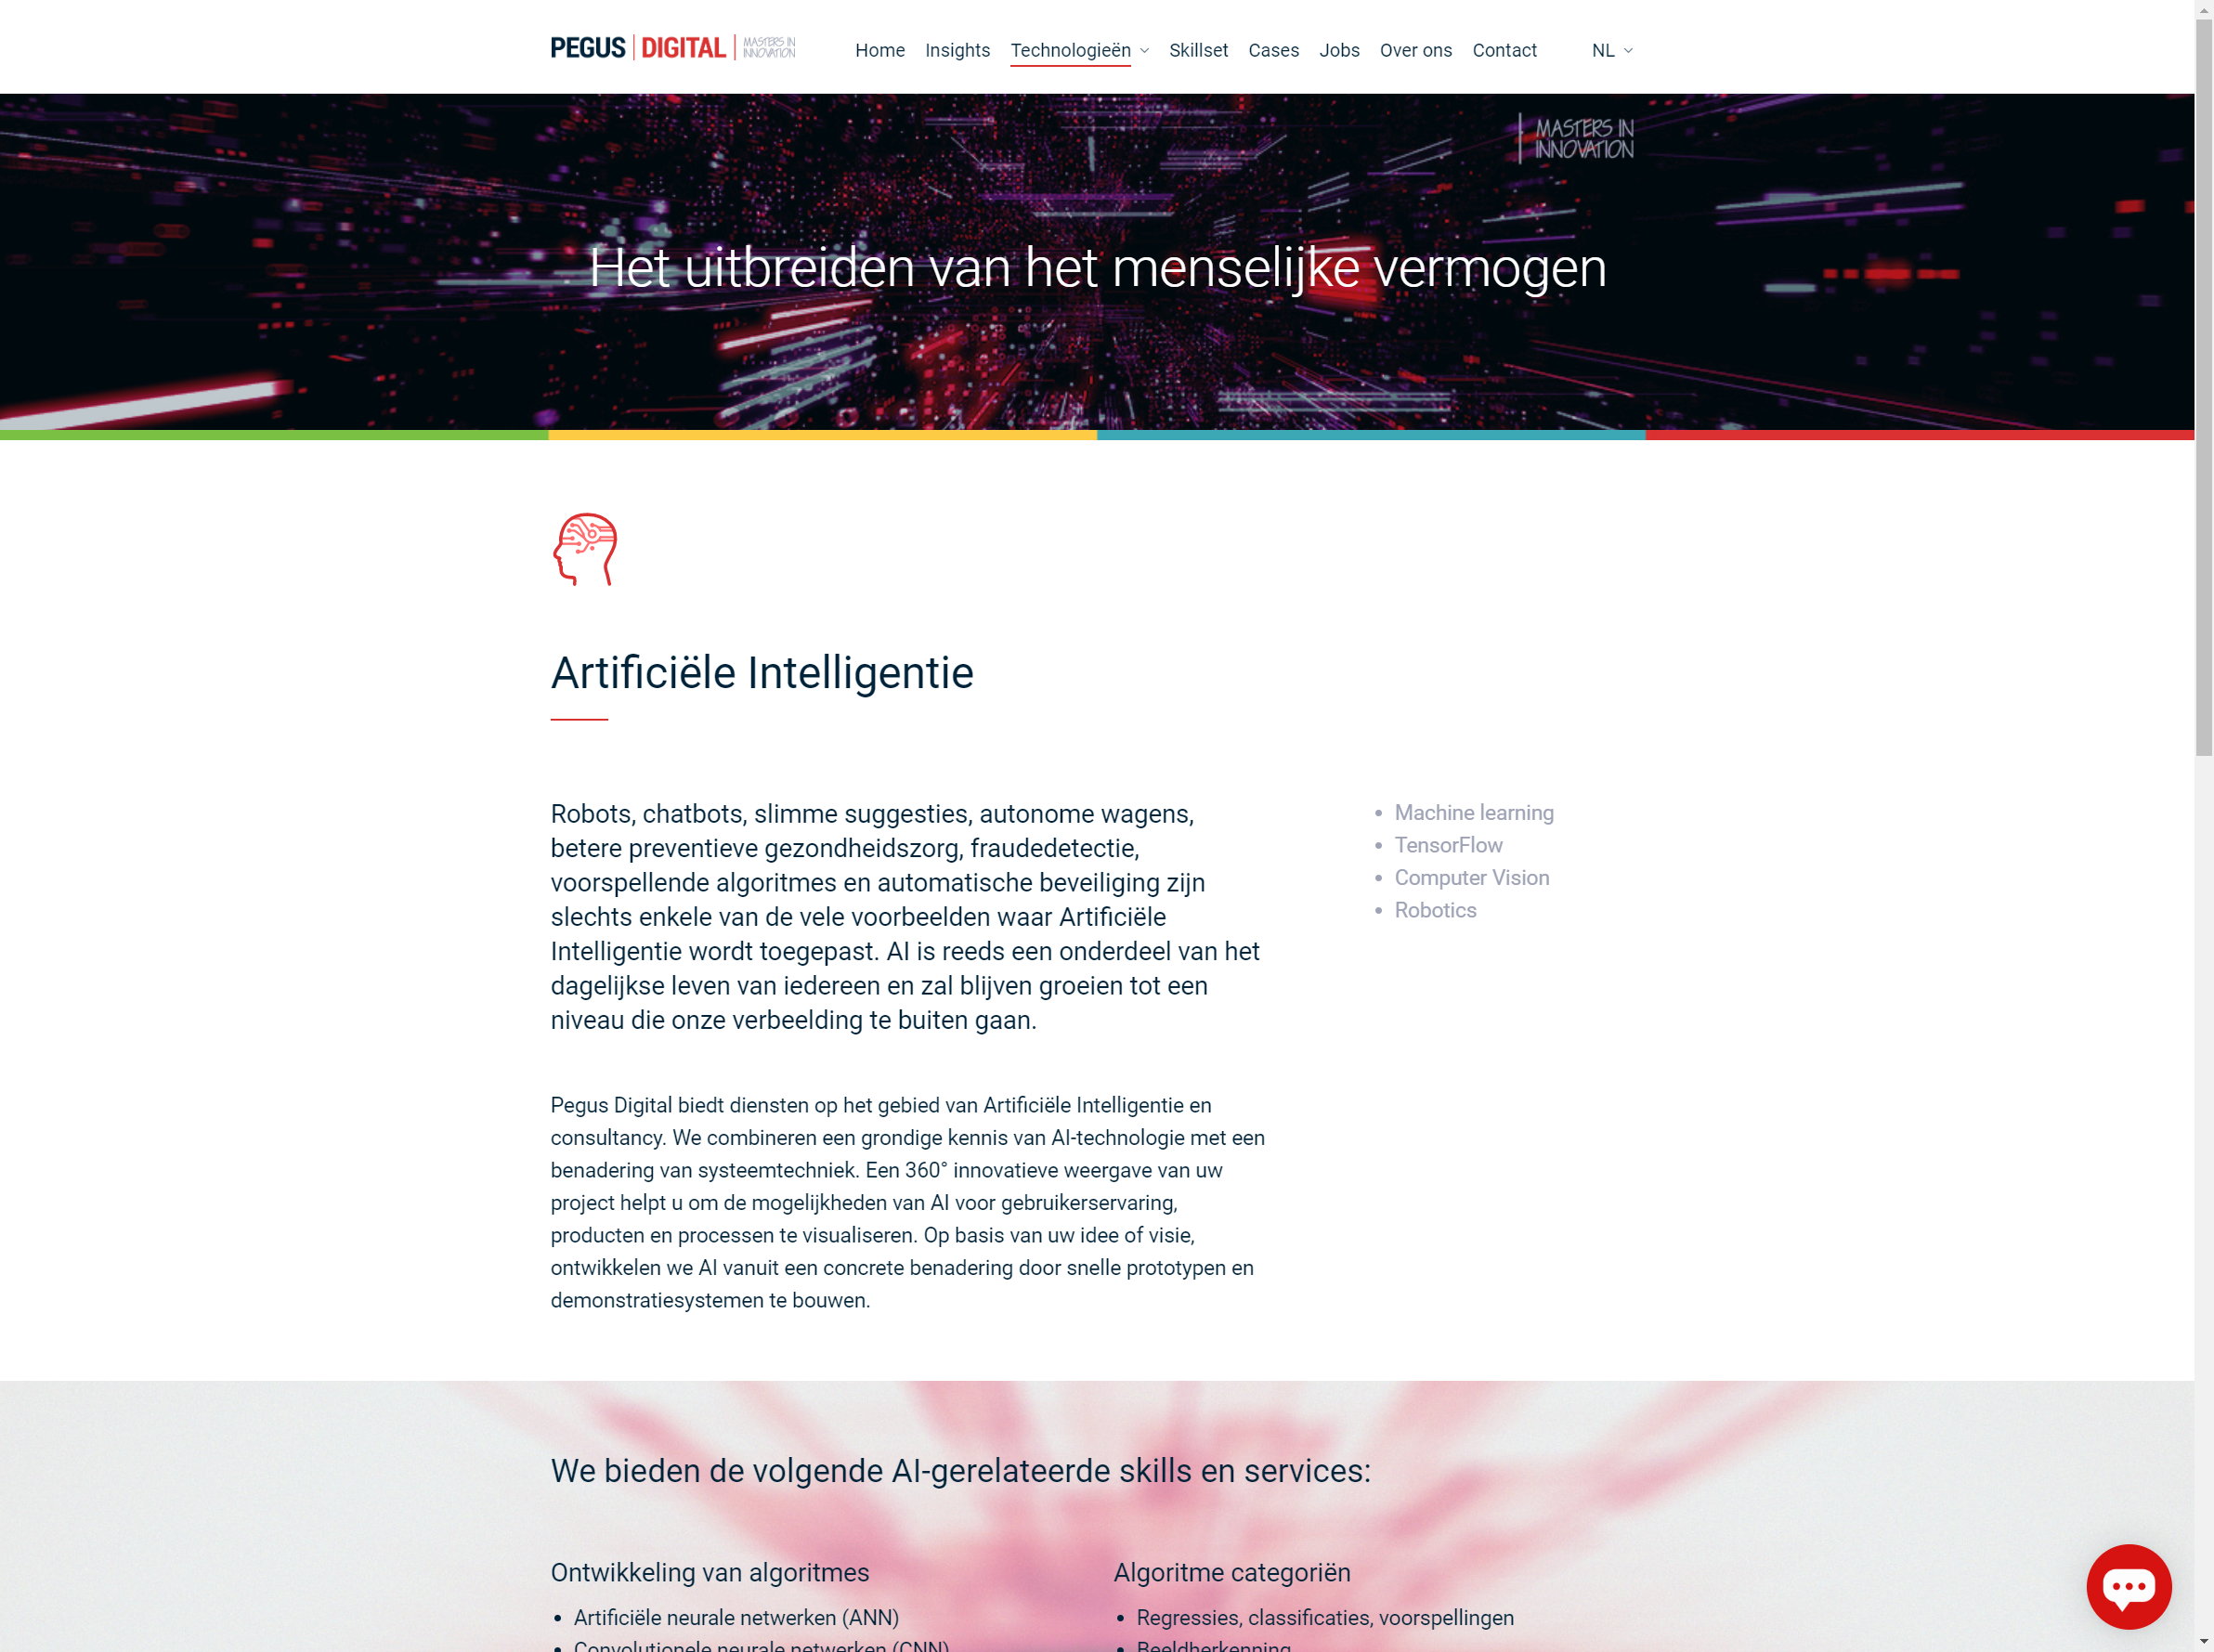 PEGUS | DIGITAL | MASTERS IN INNOVATION
Home Insights Technologieën Skillset Cases Jobs Over ons Contact NL
MASTERS IN
INNOVATION
Het uitbreiden van het menselijke vermogen
Artificiële Intelligentie
Robots, chatbots, slimme suggesties, autonome wagens,
betere preventieve gezondheidszorg, fraudedetectie,
voorspellende algoritmes en automatische beveiliging zijn
slechts enkele van de vele voorbeelden waar Artificiële
Intelligentie wordt toegepast. AI is reeds een onderdeel van het
dagelijkse leven van iedereen en zal blijven groeien tot een
niveau die onze verbeelding te buiten gaan.
Machine learning
TensorFlow
Computer Vision
Robotics
Pegus Digital biedt diensten op het gebied van Artificiële Intelligentie en
consultancy. We combineren een grondige kennis van AI-technologie met een
benadering van systeemtechniek. Een 360° innovatieve weergave van uw
project helpt u om de mogelijkheden van AI voor gebruikerservaring,
producten en processen te visualiseren. Op basis van uw idee of visie,
ontwikkelen we AI vanuit een concrete benadering door snelle prototypen en
demonstratiesystemen te bouwen.
We bieden de volgende AI-gerelateerde skills en services:
Ontwikkeling van algoritmes
Artificiële neurale netwerken (ANN)
Convolutionele neurale netwerken (CNN)
Algoritme categoriën
Regressies, classificaties, voorspellingen
Beeldherkenning